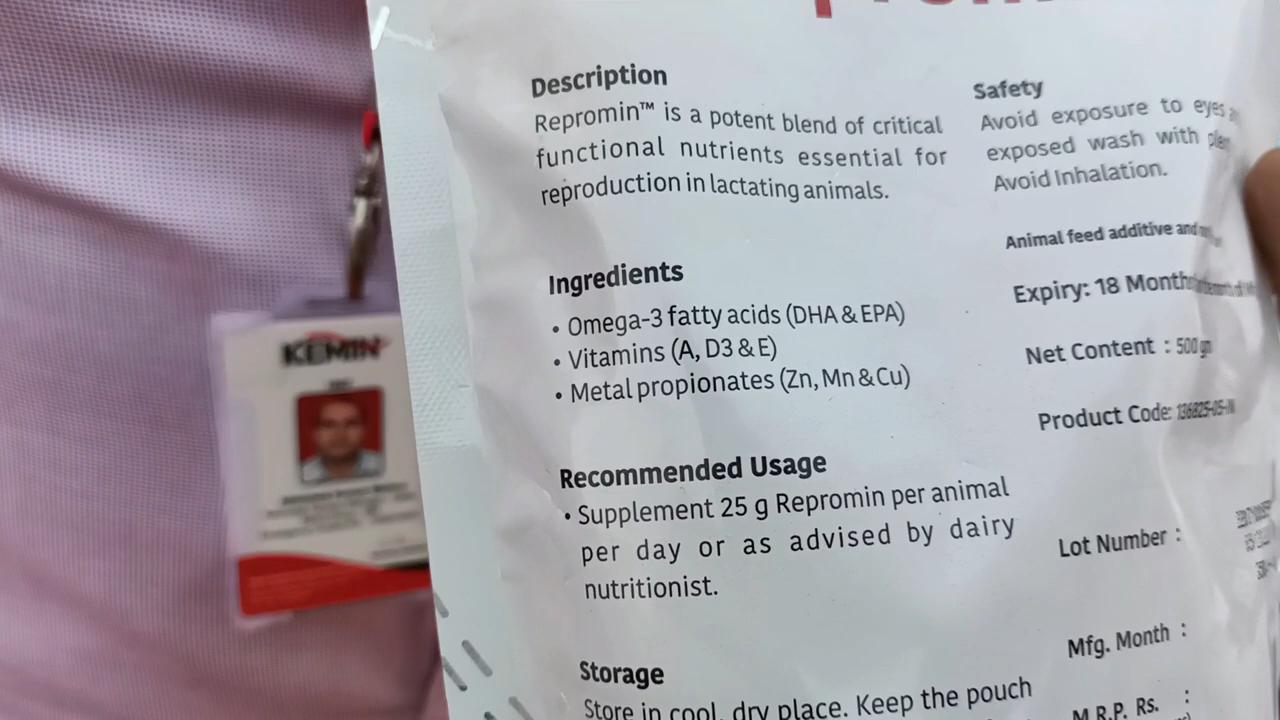 Description
Repromin™ is a potent blend of critical
functional nutrients essential for
reproduction in lactating animals.
Ingredients
• Omega-3 fatty acids (DHA & EPA)
• Vitamins (A, D3 & E)
• Metal propionates (Zn, Mn & Cu)
Recommended Usage
• Supplement 25 g Repromin per animal
per day or as advised by dairy
nutritionist.
Storage
Store in cool, dry place. Keep the pouch
Safety
Avoid exposure to eyes
exposed wash with
Avoid Inhalation.
Animal feed additive and
Expiry: 18 Months
Net Content : 500 gm
Product Code:
Lot Number :
Mfg. Month :
M.R.P. Rs. :
KEMIN